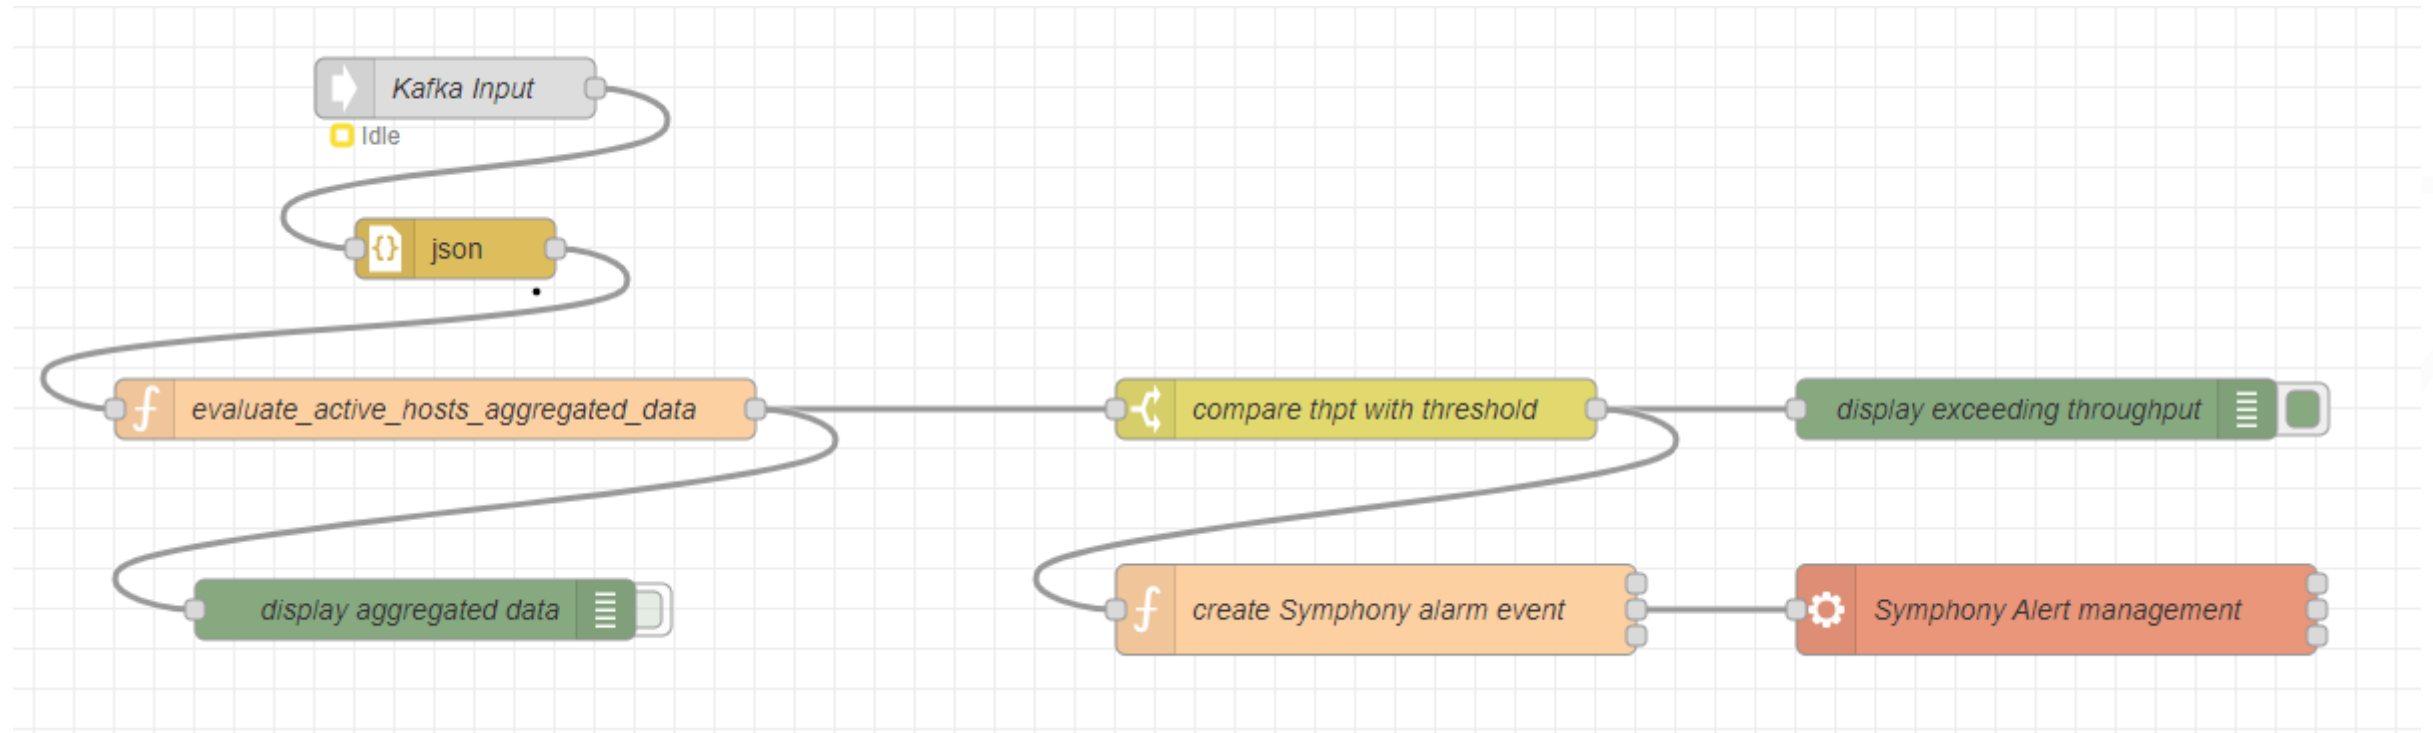 Kafka Input
Idle
json
evaluate_active_hosts_aggregated_data
compare thpt with threshold
display exceeding throughput
display aggregated data
create Symphony alarm event
Symphony Alert management